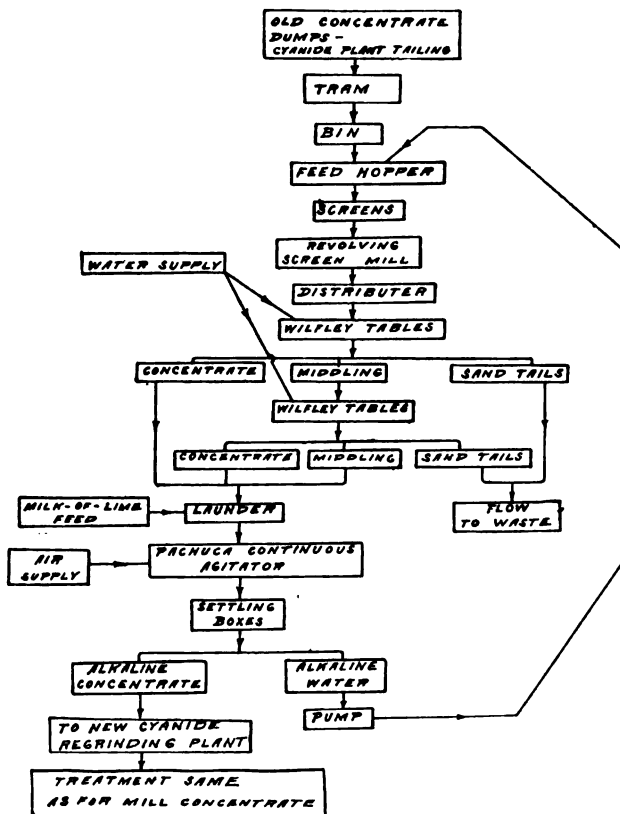 OLD CONCENTRATE
DUMPS-
CYANIDE PLANT TAILING
TRAM
BIN
FEED HOPPER
SCREENS
REVOLVING
SCREEN MILL
WATER SUPPLY
DISTRIBUTER
WILFLEY TABLES
CONCENTRATE
MIDDLING
SAND TAILS
WILFLEY TABLES
CONCENTRATE
MIDDLING
SAND TAILS
MILK-OF-LIME
FEED
LAUNDER
FLOW
TO WASTE
AIR
SUPPLY
PACHUCA CONTINUOUS
AGITATOR
SETTLING
BOXES
ALKALINE
CONCENTRATE
ALKALINE
WATER
PUMP
TO NEW CYANIDE
REGRINDING PLANT
TREATMENT SAME
AS FOR MILL CONCENTRATE